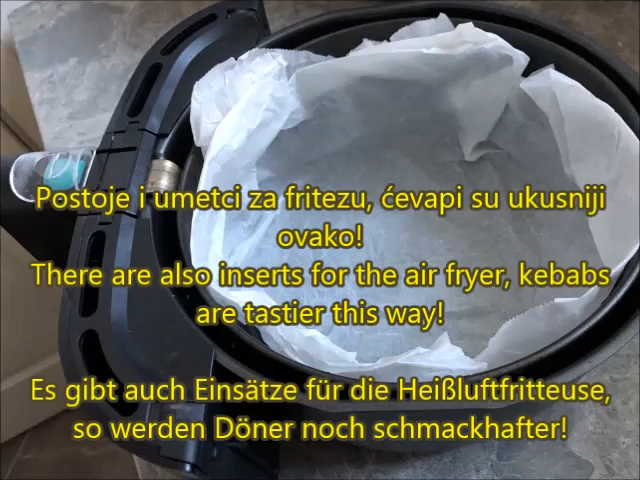 Postoje i umetci za fritezu, ćevapi su ukusniji
ovako!
There are also inserts for the air fryer, kebabs
are tastier this way!
Es gibt auch Einsätze für die Heißluftfritteuse,
so werden Döner noch schmackhafter!